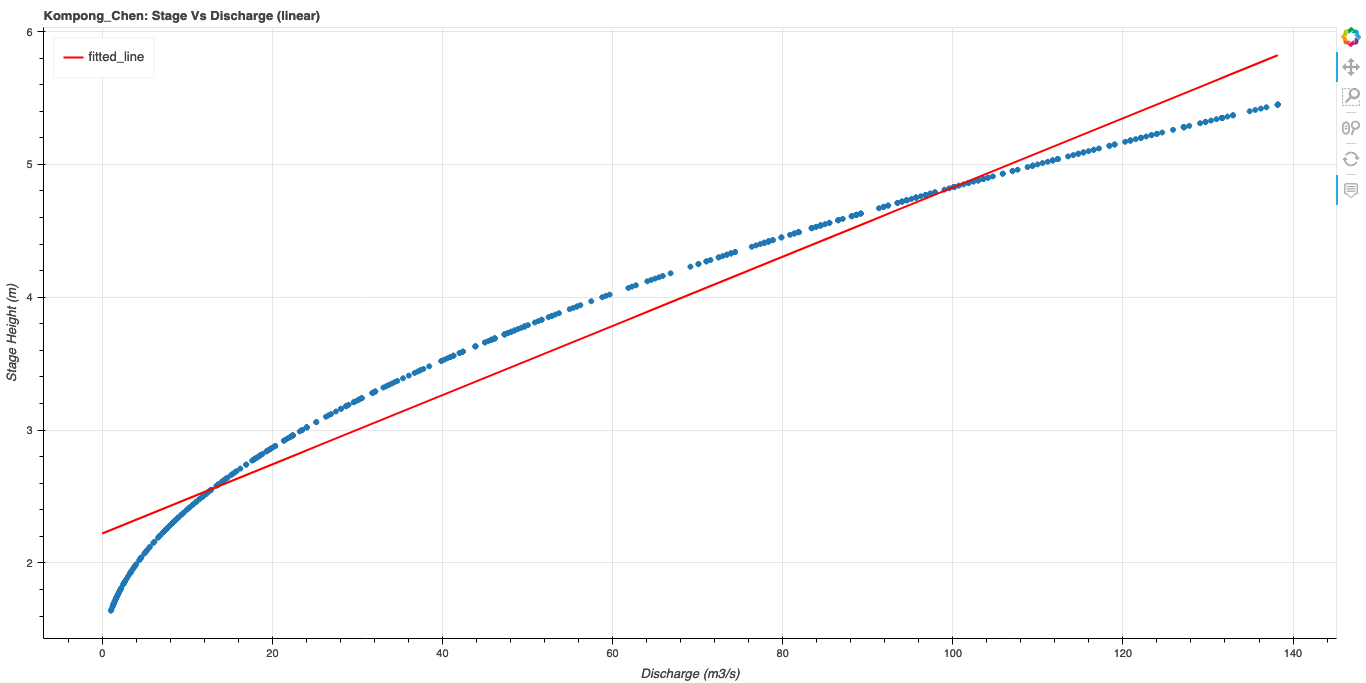 Kompong_Chen: Stage Vs Discharge (linear)
fitted_line
6
5
4
3
2
Stage Height (m)
0 20 40 60 80 100 120 140
Discharge (m3/s)